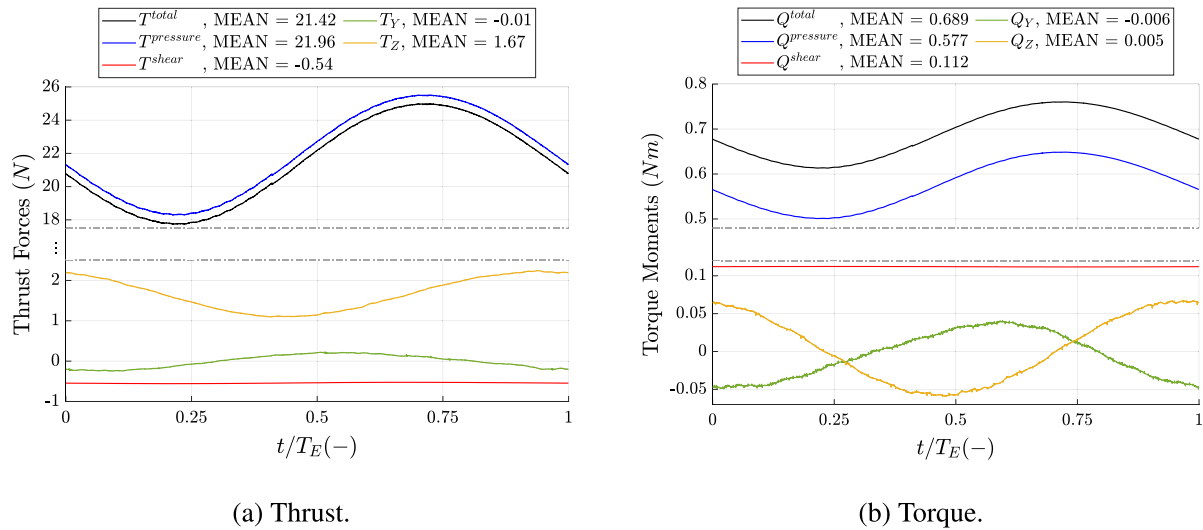 T^total , MEAN = 21.42 T_Y, MEAN = -0.01
T^pressure, MEAN = 21.96 T_Z, MEAN = 1.67
T^shear , MEAN = -0.54
26
24
22
20
18
⋮
2
1
0
-1
Thrust Forces (N)
0 0.25 0.5 0.75 1
t/T_E(−)
(a) Thrust.
Q^total , MEAN = 0.689 Q_Y, MEAN = -0.006
Q^pressure, MEAN = 0.577 Q_Z, MEAN = 0.005
Q^shear , MEAN = 0.112
0.8
0.7
0.6
0.5
0.1
0.05
0
-0.05
Torque Moments (Nm)
0 0.25 0.5 0.75 1
t/T_E(−)
(b) Torque.